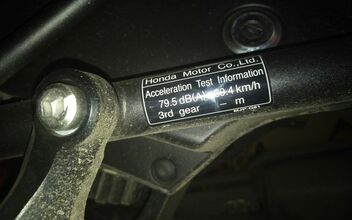 Honda Motor Co.,Ltd.
Acceleration Test Information
79.5 dB(A) 59.4 km/h
3rd gear – m